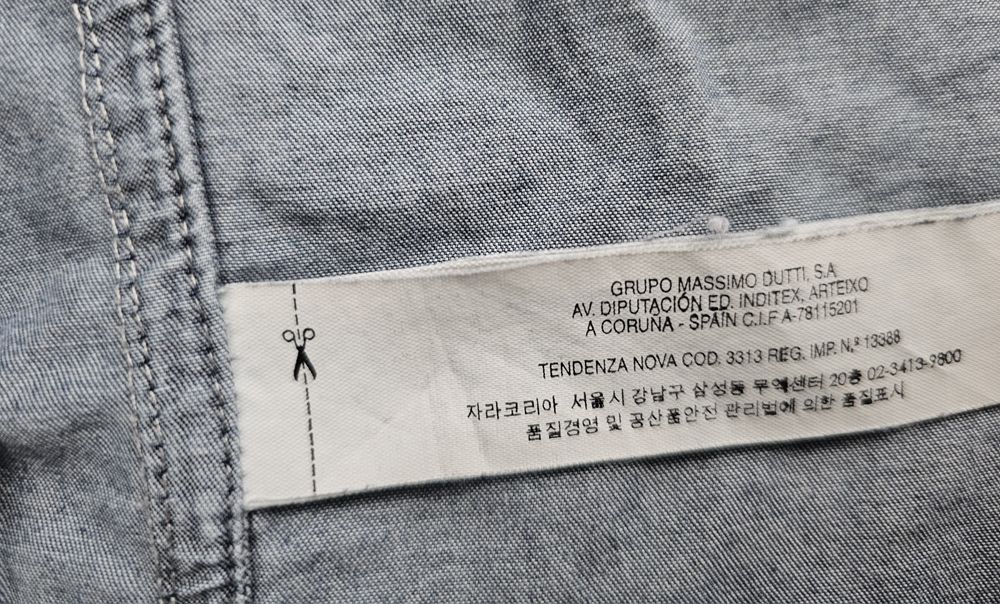 GRUPO MASSIMO DUTTI, S.A
AV. DIPUTACIÓN ED. INDITEX, ARTEIXO
A CORUÑA - SPAIN C.I.F A-78115201
TENDENZA NOVA COD. 3313 REG. IMP. N.º 13388
자라코리아 서울시 강남구 삼성동 무역센터 20층 02-3413-9800
품질경영 및 공산품안전 관리법에 의한 품질표시